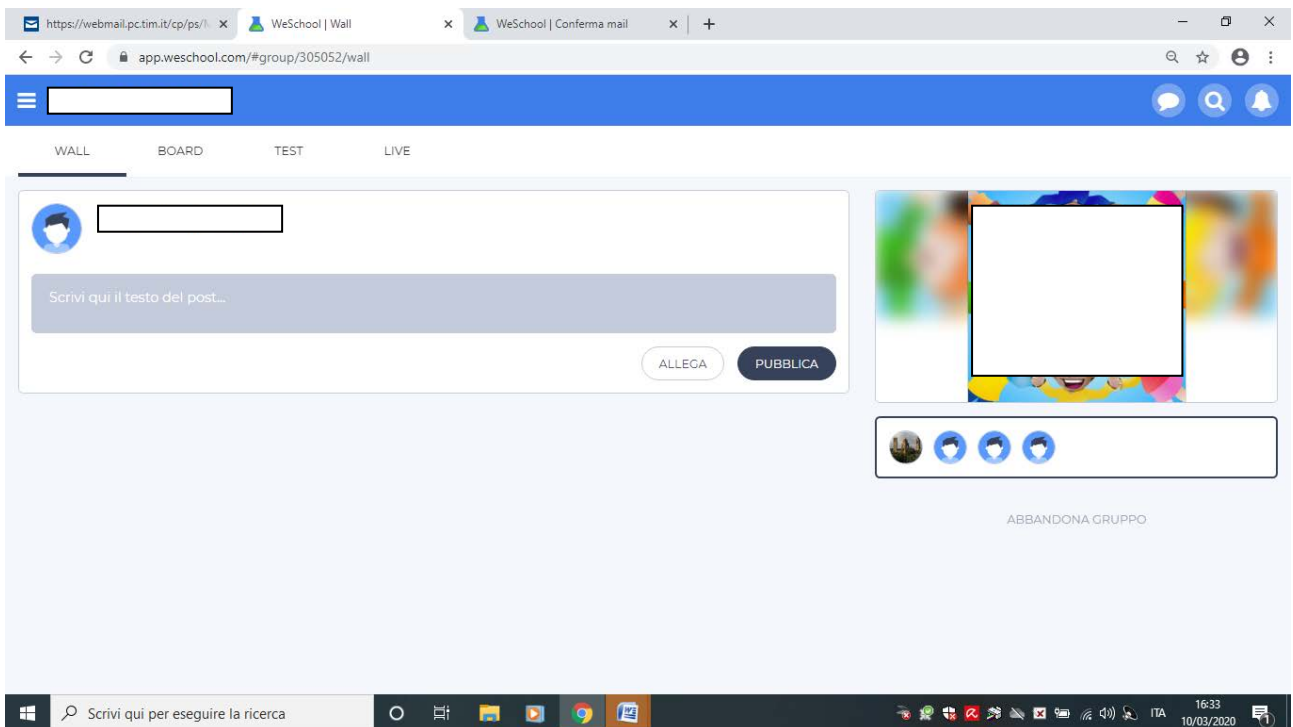 https://webmail.pc.tim.it/cp/ps/
WeSchool | Wall
WeSchool | Conferma mail
app.weschool.com/#group/305052/wall
WALL
BOARD
TEST
LIVE
Scrivi qui il testo del post...
ALLEGA
PUBBLICA
ABBANDONA GRUPPO
Scrivi qui per eseguire la ricerca
ITA
16:33
10/03/2020
1